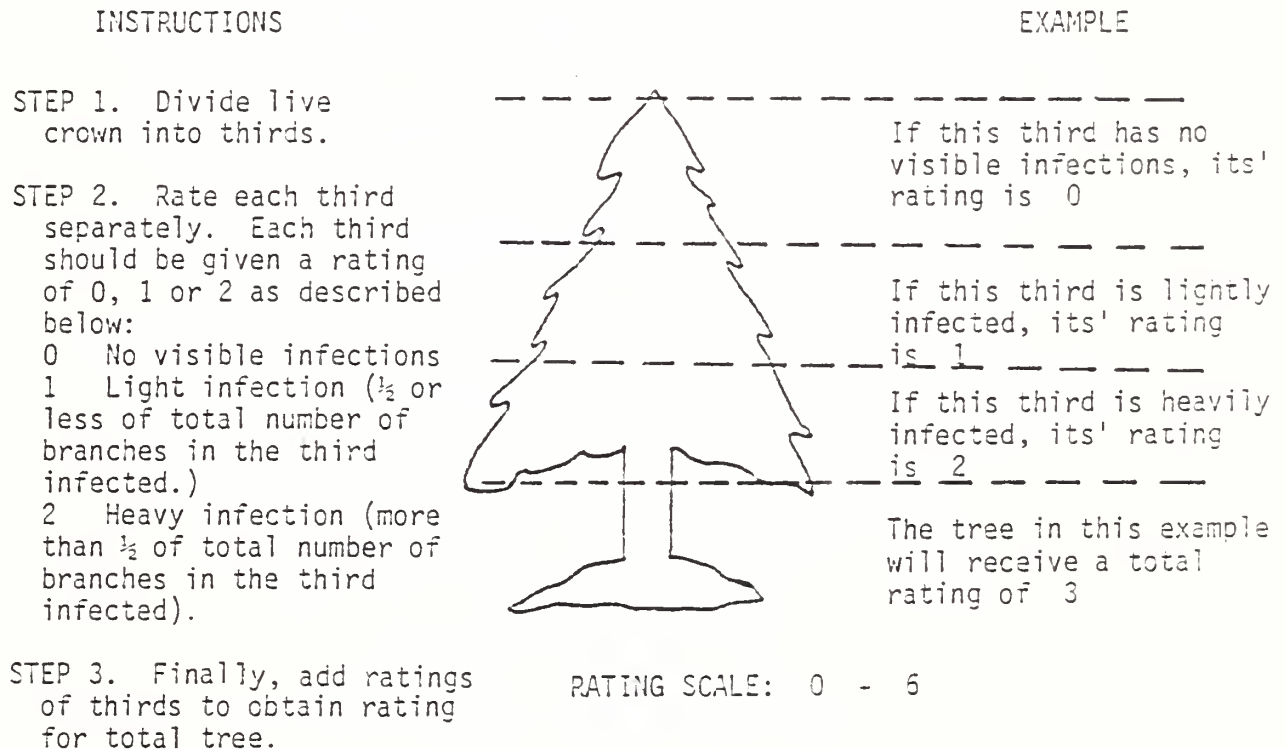 INSTRUCTIONS
EXAMPLE
STEP 1. Divide live
crown into thirds.
STEP 2. Rate each third
separately. Each third
should be given a rating
of 0, 1 or 2 as described
below:
0 No visible infections
1 Light infection (½ or
less of total number of
branches in the third
infected.)
2 Heavy infection (more
than ½ of total number of
branches in the third
infected).
STEP 3. Finally, add ratings
of thirds to obtain rating
for total tree.
If this third has no
visible infections, its'
rating is 0
If this third is lightly
infected, its' rating
is 1
If this third is heavily
infected, its' rating
is 2
The tree in this example
will receive a total
rating of 3
RATING SCALE: 0 - 6